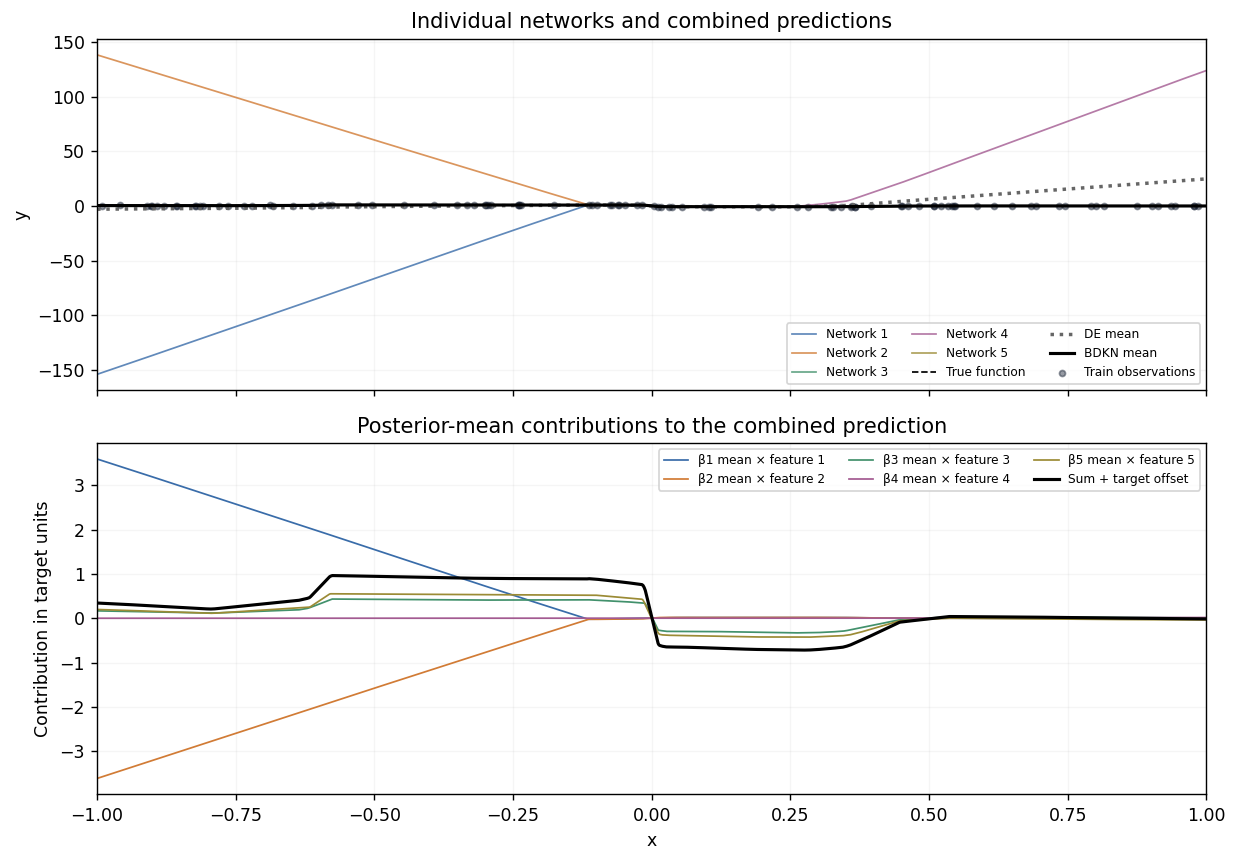 Individual networks and combined predictions
150
100
50
0
−50
−100
−150
y
Network 1
Network 2
Network 3
Network 4
Network 5
True function
DE mean
BDKN mean
Train observations
Posterior-mean contributions to the combined prediction
3
2
1
0
−1
−2
−3
Contribution in target units
β1 mean × feature 1
β2 mean × feature 2
β3 mean × feature 3
β4 mean × feature 4
β5 mean × feature 5
Sum + target offset
−1.00 −0.75 −0.50 −0.25 0.00 0.25 0.50 0.75 1.00
x